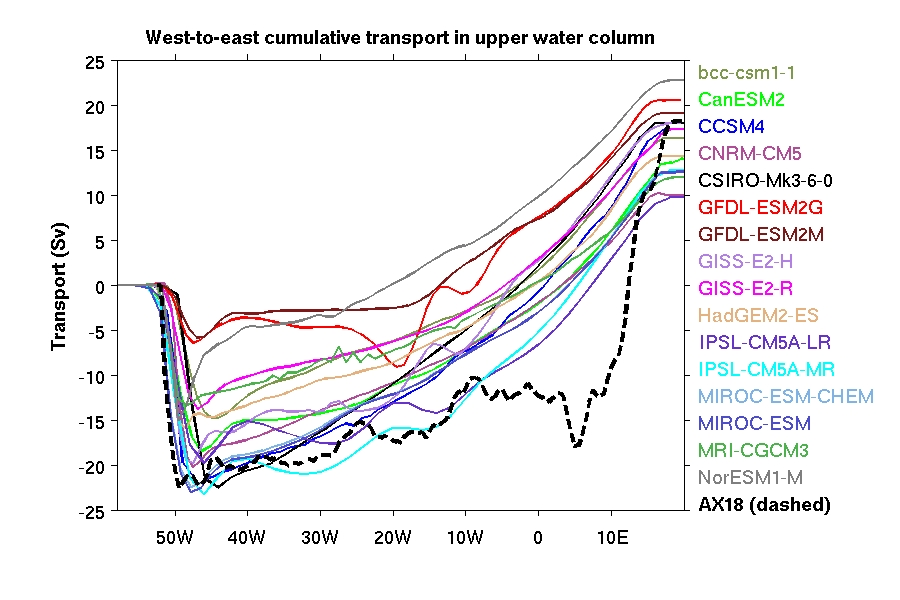 West-to-east cumulative transport in upper water column
Transport (Sv)
25
20
15
10
5
0
-5
-10
-15
-20
-25
50W 40W 30W 20W 10W 0 10E
bcc-csm1-1
CanESM2
CCSM4
CNRM-CM5
CSIRO-Mk3-6-0
GFDL-ESM2G
GFDL-ESM2M
GISS-E2-H
GISS-E2-R
HadGEM2-ES
IPSL-CM5A-LR
IPSL-CM5A-MR
MIROC-ESM-CHEM
MIROC-ESM
MRI-CGCM3
NorESM1-M
AX18 (dashed)